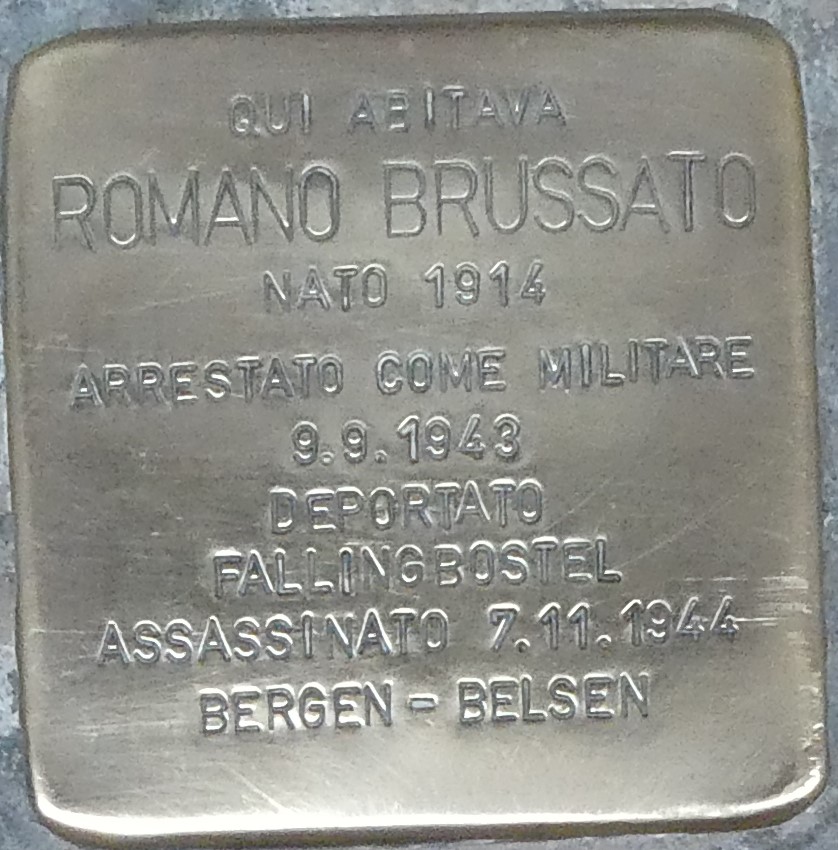 QUI ABITAVA
ROMANO BRUSSATO
NATO 1914
ARRESTATO COME MILITARE
9.9.1943
DEPORTATO
FALLINGBOSTEL
ASSASSINATO 7.11.1944
BERGEN-BELSEN